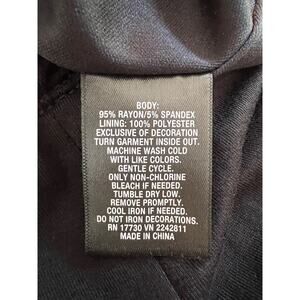 BODY:
95% RAYON/5% SPANDEX
LINING: 100% POLYESTER
EXCLUSIVE OF DECORATION
TURN GARMENT INSIDE OUT.
MACHINE WASH COLD
WITH LIKE COLORS.
GENTLE CYCLE.
ONLY NON-CHLORINE
BLEACH IF NEEDED.
TUMBLE DRY LOW.
REMOVE PROMPTLY.
COOL IRON IF NEEDED.
DO NOT IRON DECORATIONS.
RN 17730 VN 2242811
MADE IN CHINA